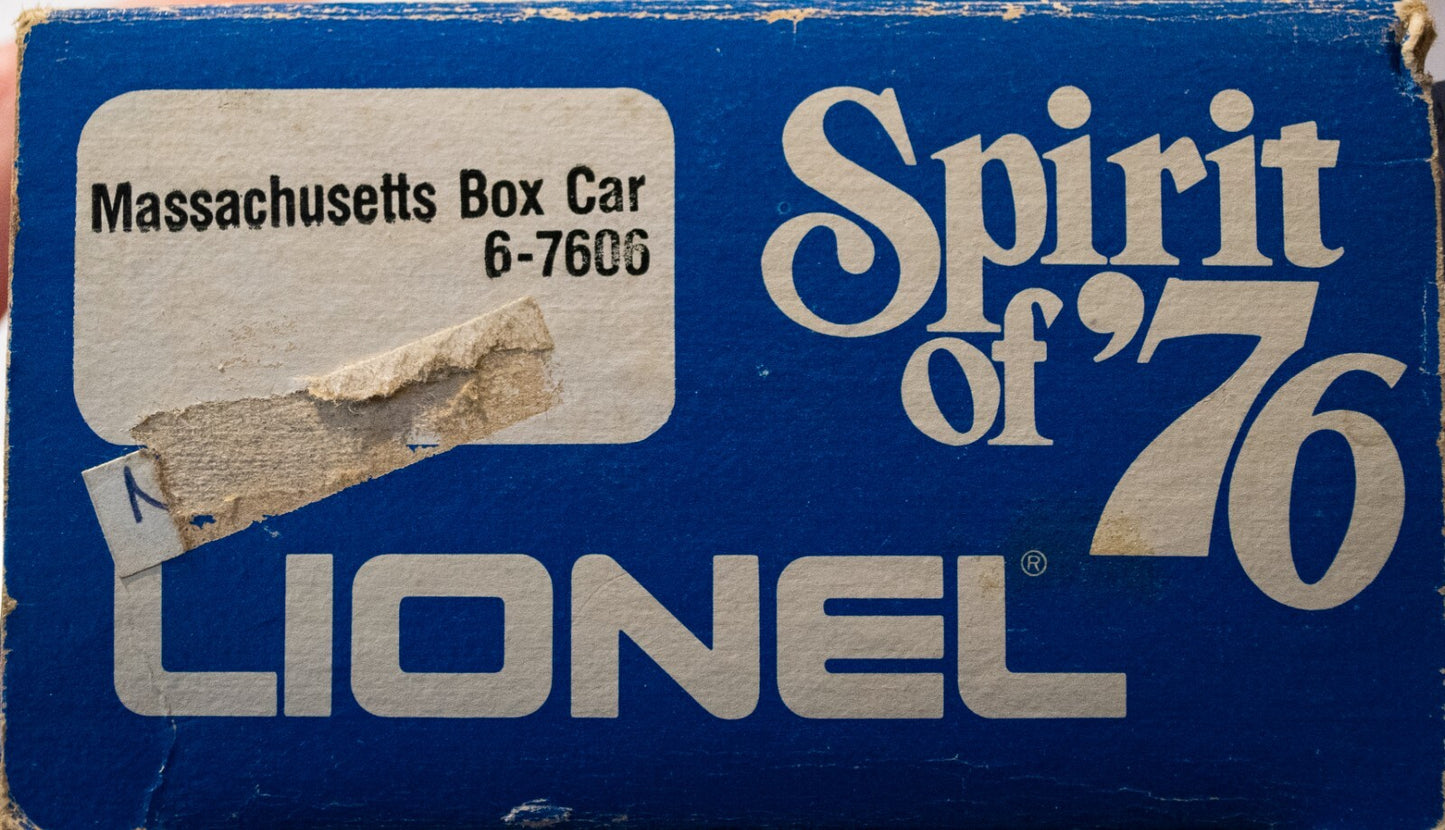 Massachusetts Box Car
6-7606
Spirit
of '76
LIONEL®